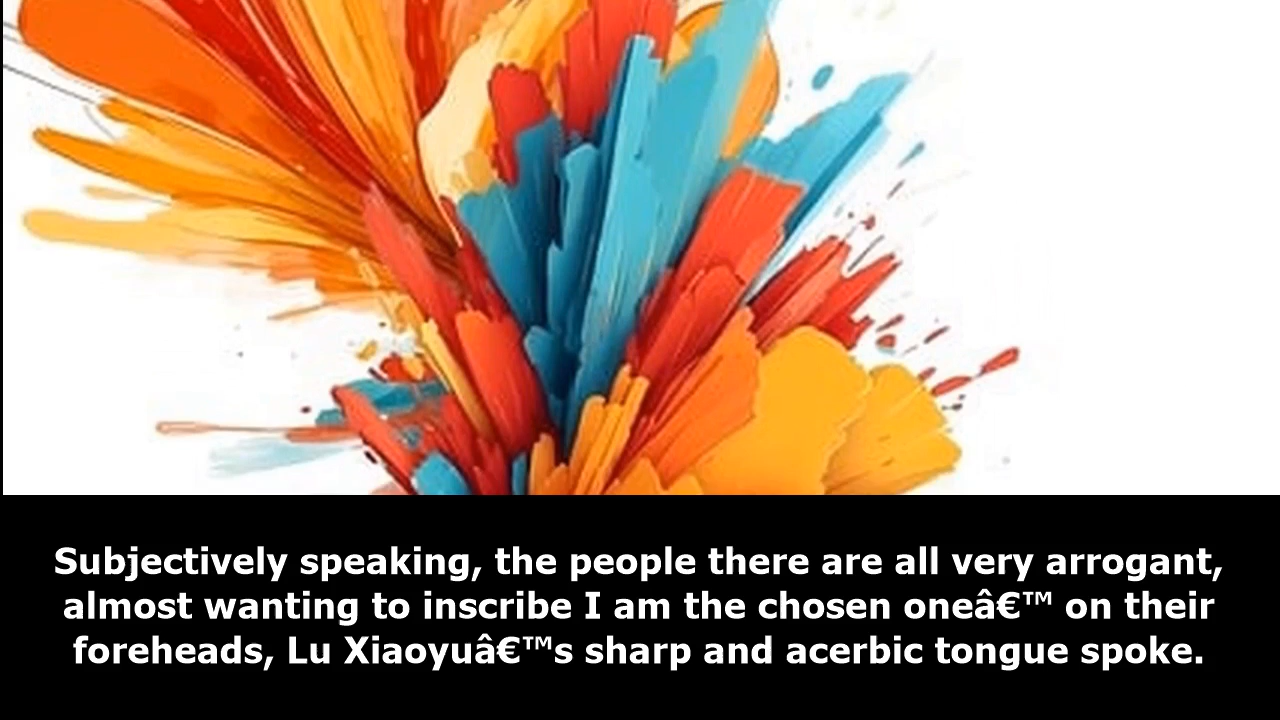 Subjectively speaking, the people there are all very arrogant,
almost wanting to inscribe I am the chosen oneâ€™ on their
foreheads, Lu Xiaoyuâ€™s sharp and acerbic tongue spoke.